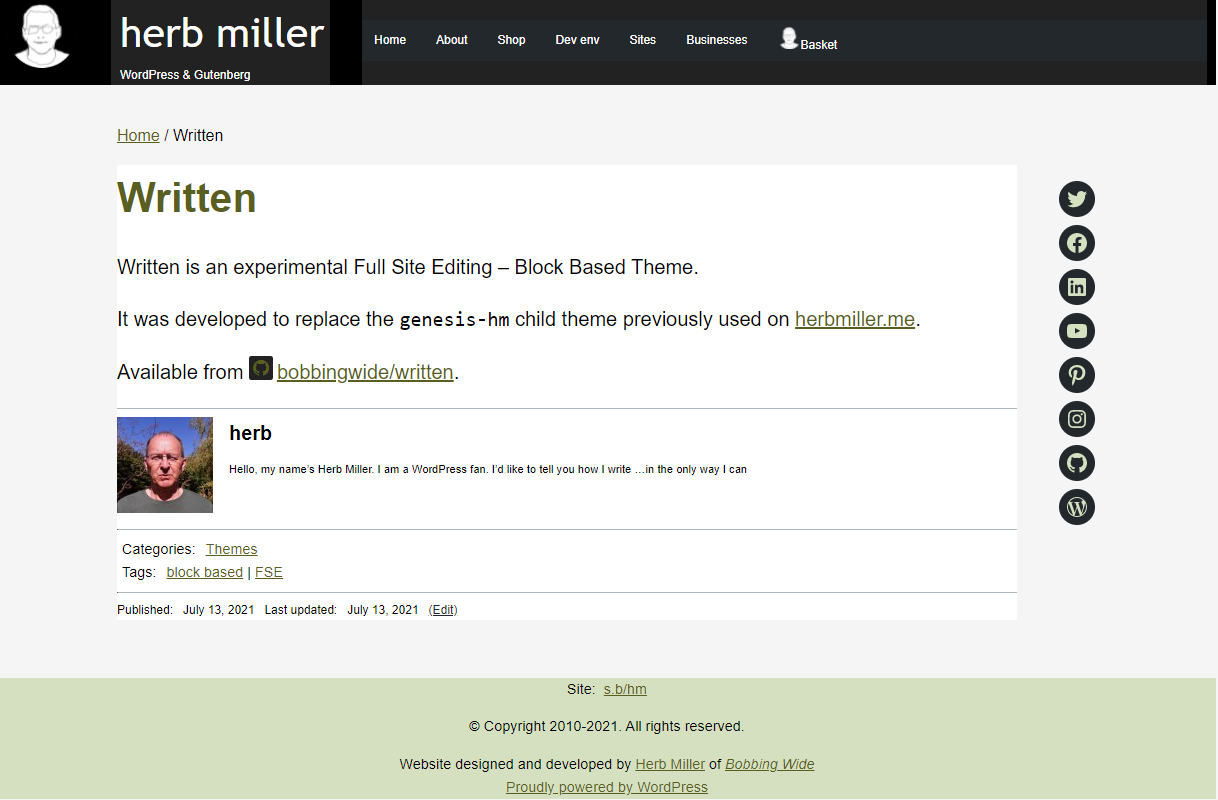 herb miller
WordPress & Gutenberg
Home About Shop Dev env Sites Businesses Basket
Home / Written
Written
Written is an experimental Full Site Editing – Block Based Theme.
It was developed to replace the genesis-hm child theme previously used on herbmiller.me.
Available from bobbingwide/written.
herb
Hello, my name's Herb Miller. I am a WordPress fan. I'd like to tell you how I write …in the only way I can
Categories: Themes
Tags: block based | FSE
Published: July 13, 2021 Last updated: July 13, 2021 (Edit)
Site: s.b/hm
© Copyright 2010-2021. All rights reserved.
Website designed and developed by Herb Miller of Bobbing Wide
Proudly powered by WordPress